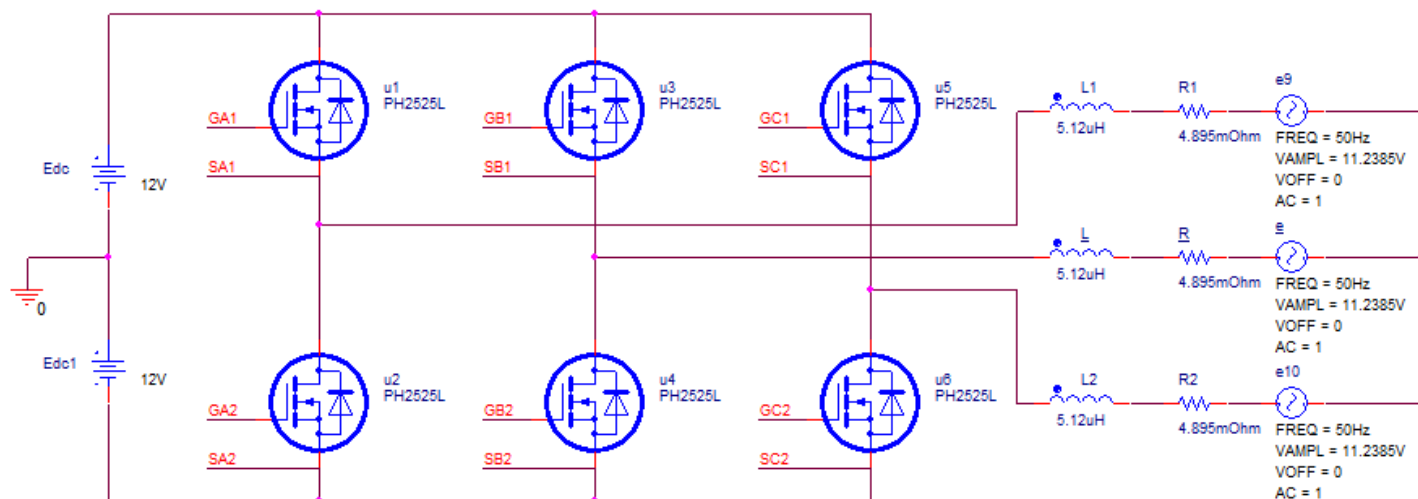 u1
PH2525L
GA1
SA1
u3
PH2525L
GB1
SB1
u5
PH2525L
GC1
SC1
L1
5.12uH
R1
4.895mOhm
e9
FREQ = 50Hz
VAMPL = 11.2385V
VOFF = 0
AC = 1
Edc
12V
0
L
5.12uH
R
4.895mOhm
e
FREQ = 50Hz
VAMPL = 11.2385V
VOFF = 0
AC = 1
Edc1
12V
u2
PH2525L
GA2
SA2
u4
PH2525L
GB2
SB2
u6
PH2525L
GC2
SC2
L2
5.12uH
R2
4.895mOhm
e10
FREQ = 50Hz
VAMPL = 11.2385V
VOFF = 0
AC = 1